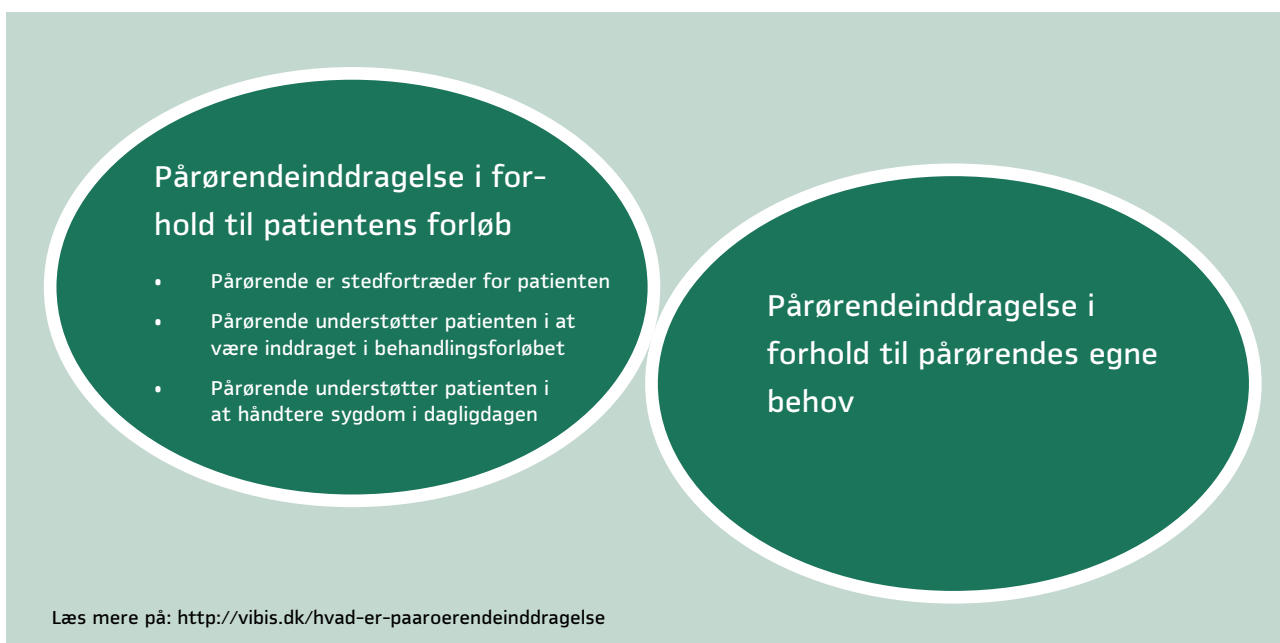 Pårørendeinddragelse i for-
hold til patientens forløb
• Pårørende er stedfortræder for patienten
• Pårørende understøtter patienten i at
være inddraget i behandlingsforløbet
• Pårørende understøtter patienten i
at håndtere sygdom i dagligdagen
Pårørendeinddragelse i
forhold til pårørendes egne
behov
Læs mere på: http://vibis.dk/hvad-er-paaroerendeinddragelse